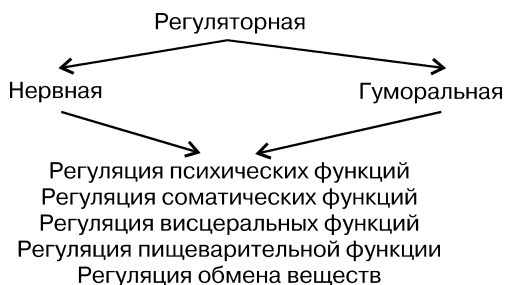 Регуляторная
Нервная
Гуморальная
Регуляция психических функций
Регуляция соматических функций
Регуляция висцеральных функций
Регуляция пищеварительной функции
Регуляция обмена веществ